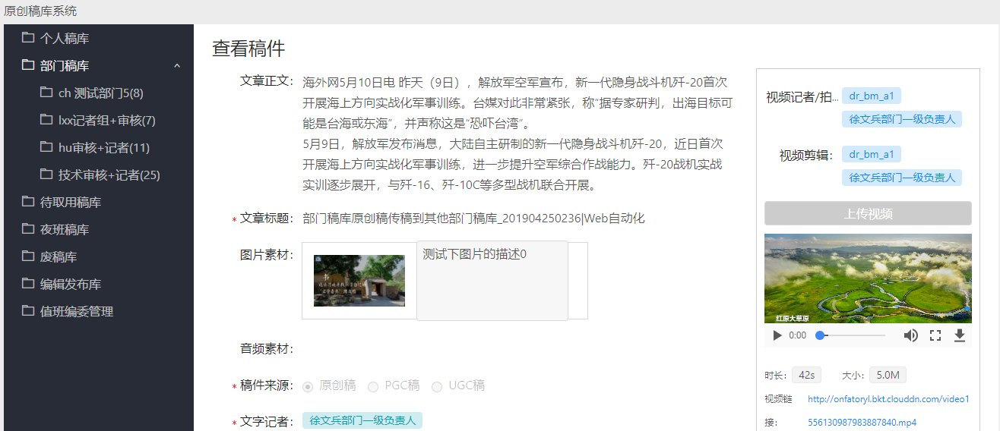 原创稿库系统
个人稿库
部门稿库
ch 测试部门5(8)
lxx记者组+审核(7)
hu审核+记者(11)
技术审核+记者(25)
待取用稿库
夜班稿库
废稿库
编辑发布库
值班编委管理
查看稿件
文章正文：
海外网5月10日电 昨天（9日），解放军空军宣布，新一代隐身战斗机歼-20首次
开展海上方向实战化军事训练。台媒对此非常紧张，称“据专家研判，出海目标可
能是台海或东海”，并声称这是“恐吓台湾”。
5月9日，解放军发布消息，大陆自主研制的新一代隐身战斗机歼-20，近日首次
开展海上方向实战化军事训练，进一步提升空军综合作战能力。歼-20战机实战
实训逐步展开，与歼-16、歼-10C等多型战机联合开展。
* 文章标题： 部门稿库原创稿传稿到其他部门稿库_201904250236|Web自动化
图片素材：
书
测试下图片的描述0
音频素材：
* 稿件来源： 原创稿 PGC稿 UGC稿
* 文字记者： 徐文兵部门一级负责人
视频记者/拍... dr_bm_a1
徐文兵部门一级负责人
视频剪辑： dr_bm_a1
徐文兵部门一级负责人
上传视频
红原大草原
0:00
时长： 42s 大小： 5.0M
视频链 http://onfatoryl.bkt.clouddn.com/video1
接： 556130987983887840.mp4